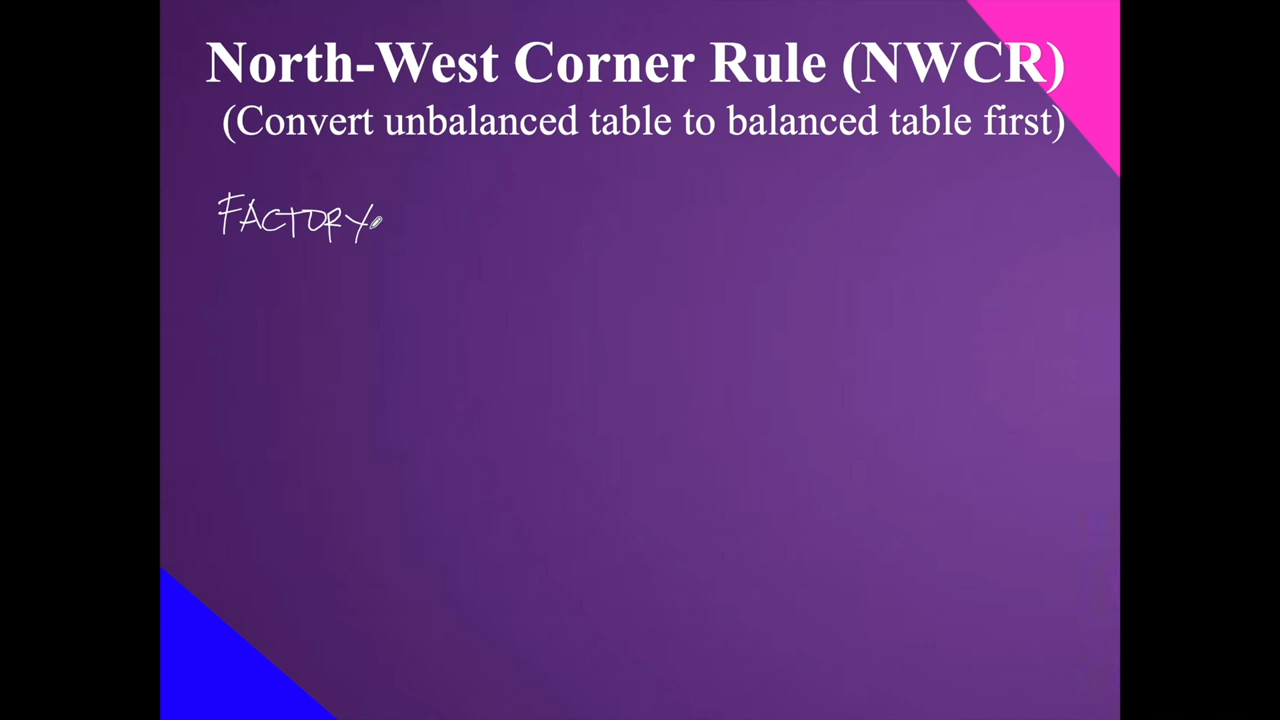 North-West Corner Rule (NWCR)
(Convert unbalanced table to balanced table first)
FACTORY